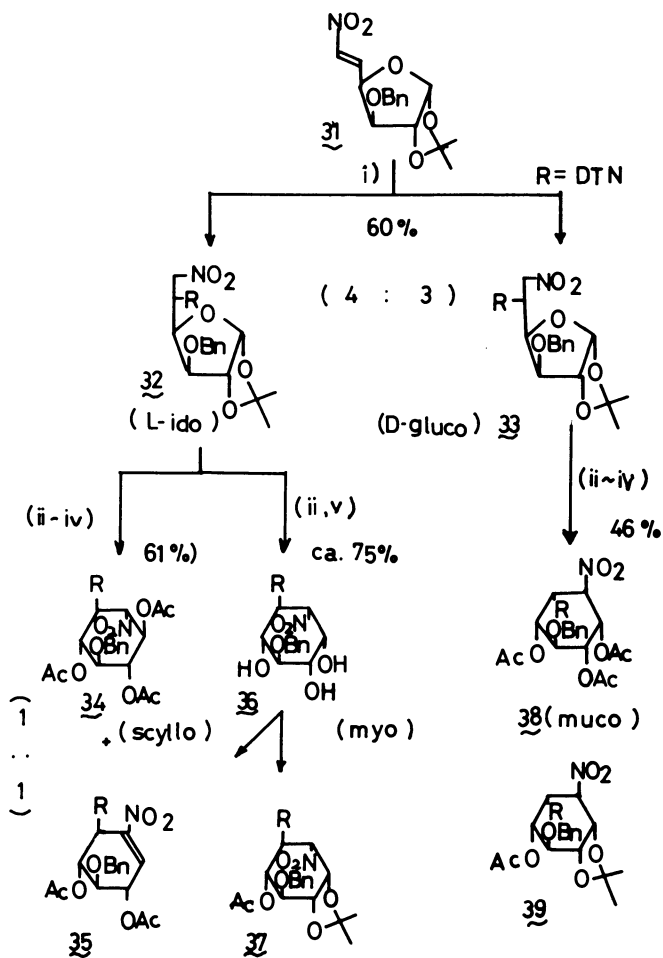 NO2
O
OBn
O
31
O
i)
R= DTN
60%
NO2
R
O
( 4 : 3 )
NO2
R
O
OBn
O
OBn
O
32
O
O
(L-ido)
(D-gluco) 33
(ii-iv)
(ii,v)
(ii~iv)
61%)
ca. 75%
46%
R
OAc
O2N
OBn
AcO
OAc
34
R
O2N
OBn
HO
OH
OH
36
NO2
R
OBn
AcO
OAc
OAc
38(muco)
+(scyllo)
(myo)
(1 : 1)
R
NO2
OBn
AcO
OAc
35
R
O2N
OBn
AcO
O
O
37
NO2
R
OBn
AcO
O
O
39